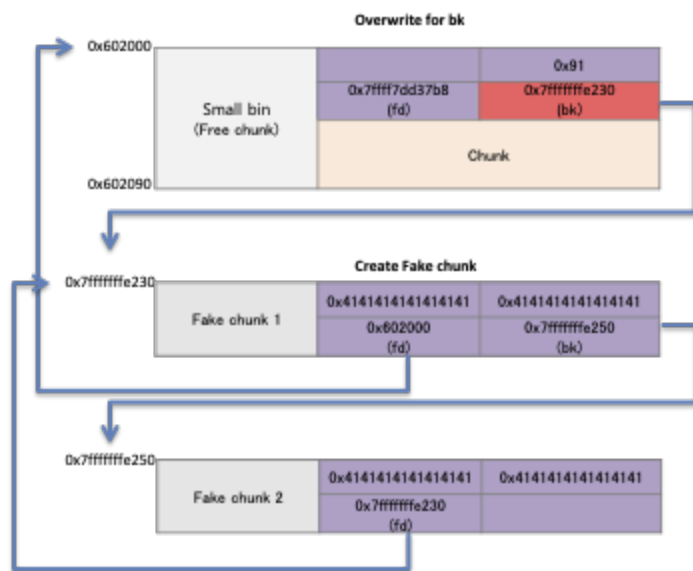 Overwrite for bk
0x602000
0x91
0x7ffff7dd37b8
(fd)
0x7fffffffe230
(bk)
Small bin
(Free chunk)
Chunk
0x602090
Create Fake chunk
0x7fffffffe230
Fake chunk 1
0x4141414141414141
0x4141414141414141
0x602000
(fd)
0x7fffffffe250
(bk)
0x7fffffffe250
Fake chunk 2
0x4141414141414141
0x4141414141414141
0x7fffffffe230
(fd)